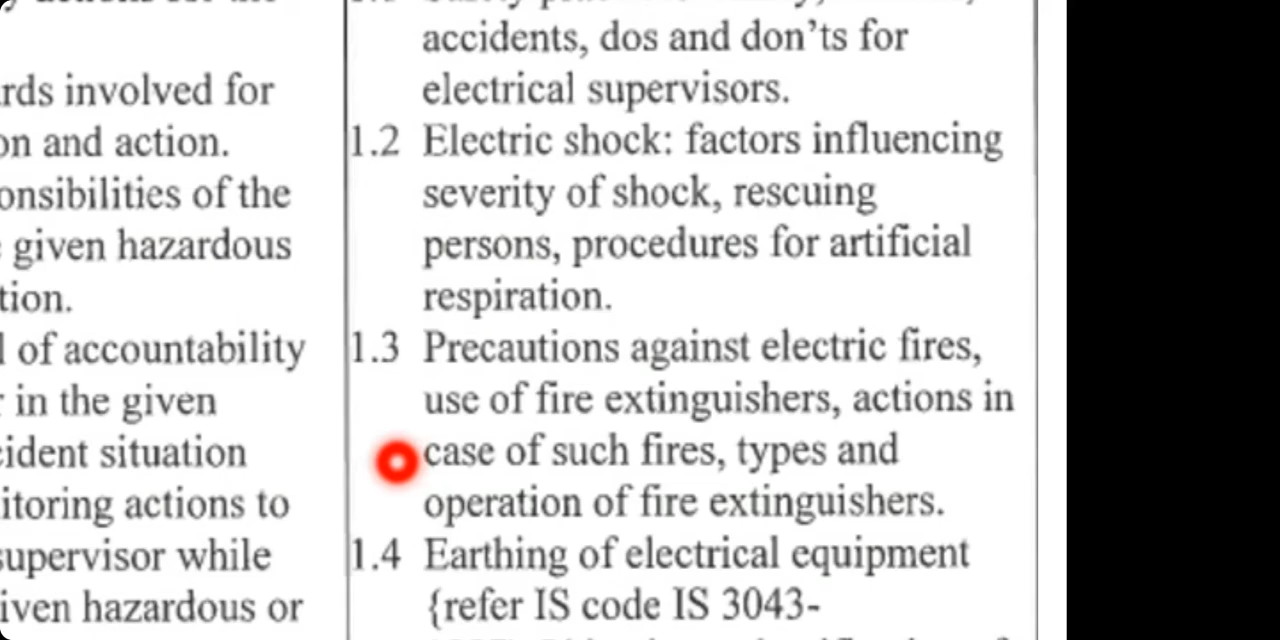 rds involved for
on and action.
onsibilities of the
given hazardous
tion.
of accountability
in the given
cident situation
itoring actions to
supervisor while
iven hazardous or
accidents, dos and don'ts for
electrical supervisors.
1.2 Electric shock: factors influencing
severity of shock, rescuing
persons, procedures for artificial
respiration.
1.3 Precautions against electric fires,
use of fire extinguishers, actions in
case of such fires, types and
operation of fire extinguishers.
1.4 Earthing of electrical equipment
{refer IS code IS 3043-